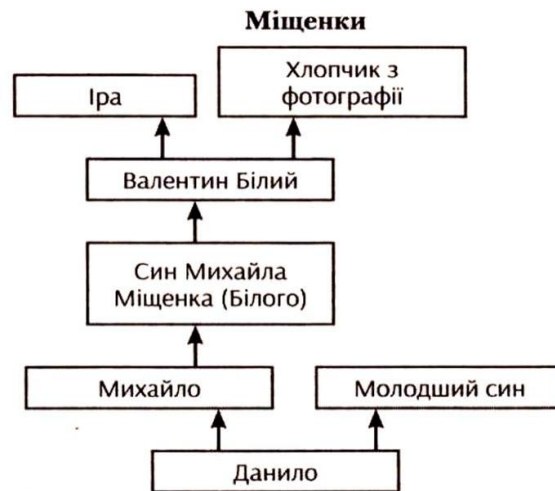 Міщенки
Іра
Хлопчик з
фотографії
Валентин Білий
Син Михайла
Міщенка (Білого)
Михайло
Молодший син
Данило